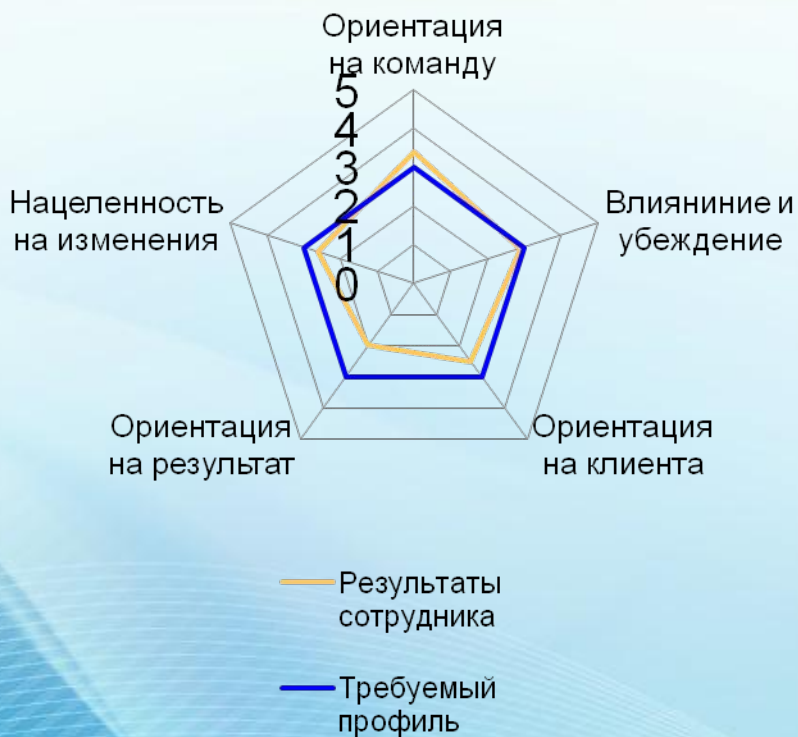 Ориентация
на команду
5
4
3
2
1
0
Нацеленность
на изменения
Влияниние и
убеждение
Ориентация
на результат
Ориентация
на клиента
Результаты
сотрудника
Требуемый
профиль